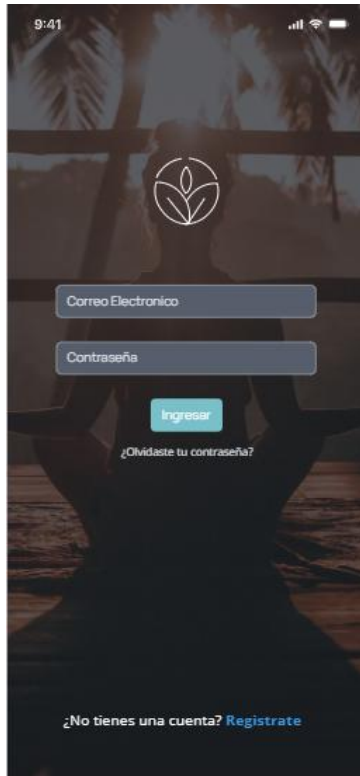 9:41
Correo Electronico
Contraseña
Ingresar
¿Olvidaste tu contraseña?
¿No tienes una cuenta? Registrate